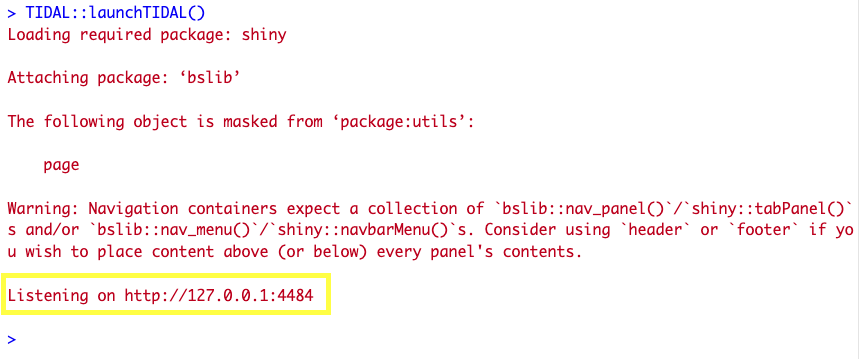 > TIDAL::launchTIDAL()
Loading required package: shiny
Attaching package: ‘bslib’
The following object is masked from ‘package:utils’:
page
Warning: Navigation containers expect a collection of `bslib::nav_panel()`/`shiny::tabPanel()`
s and/or `bslib::nav_menu()`/`shiny::navbarMenu()`s. Consider using `header` or `footer` if yo
u wish to place content above (or below) every panel's contents.
Listening on http://127.0.0.1:4484
>